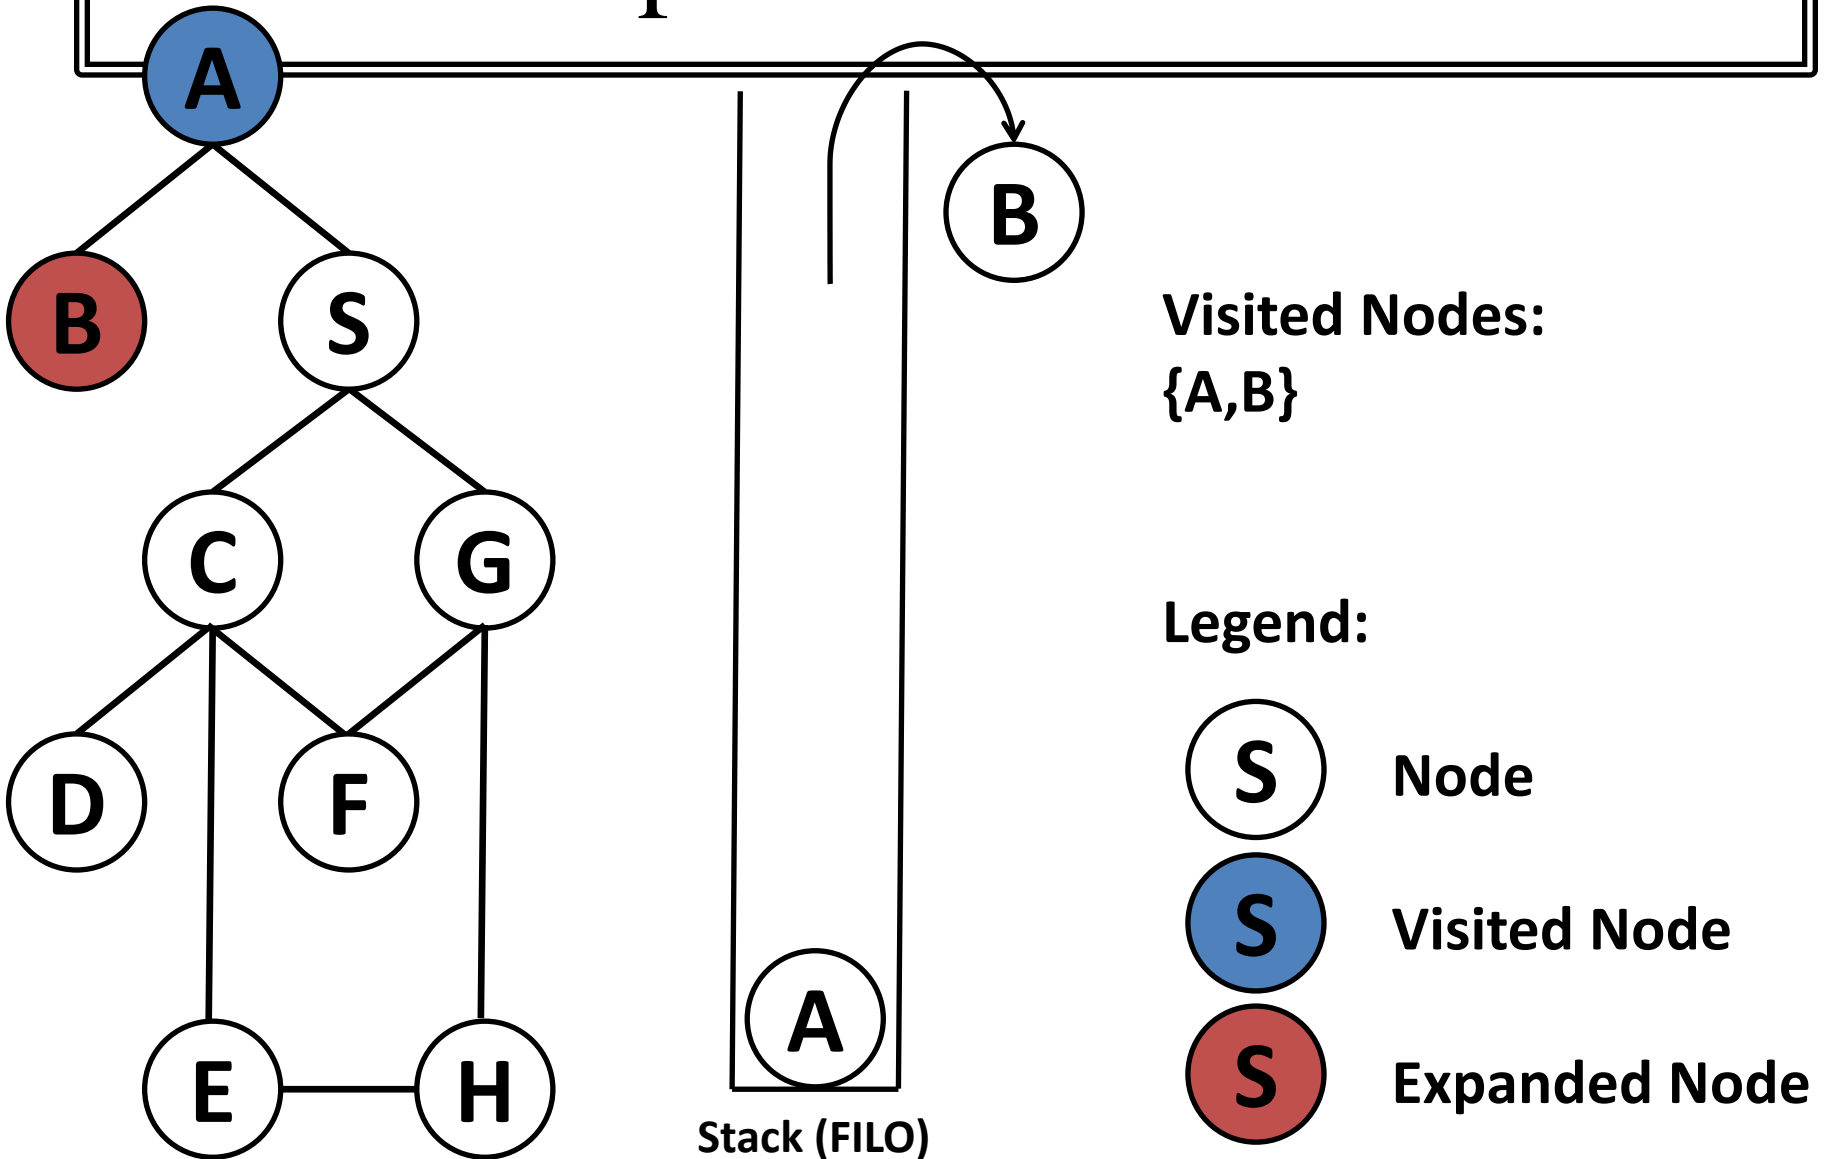 A
B
B
S
Visited Nodes:
{A,B}
C
G
Legend:
S Node
D
F
S Visited Node
A
S Expanded Node
E
H
Stack (FILO)